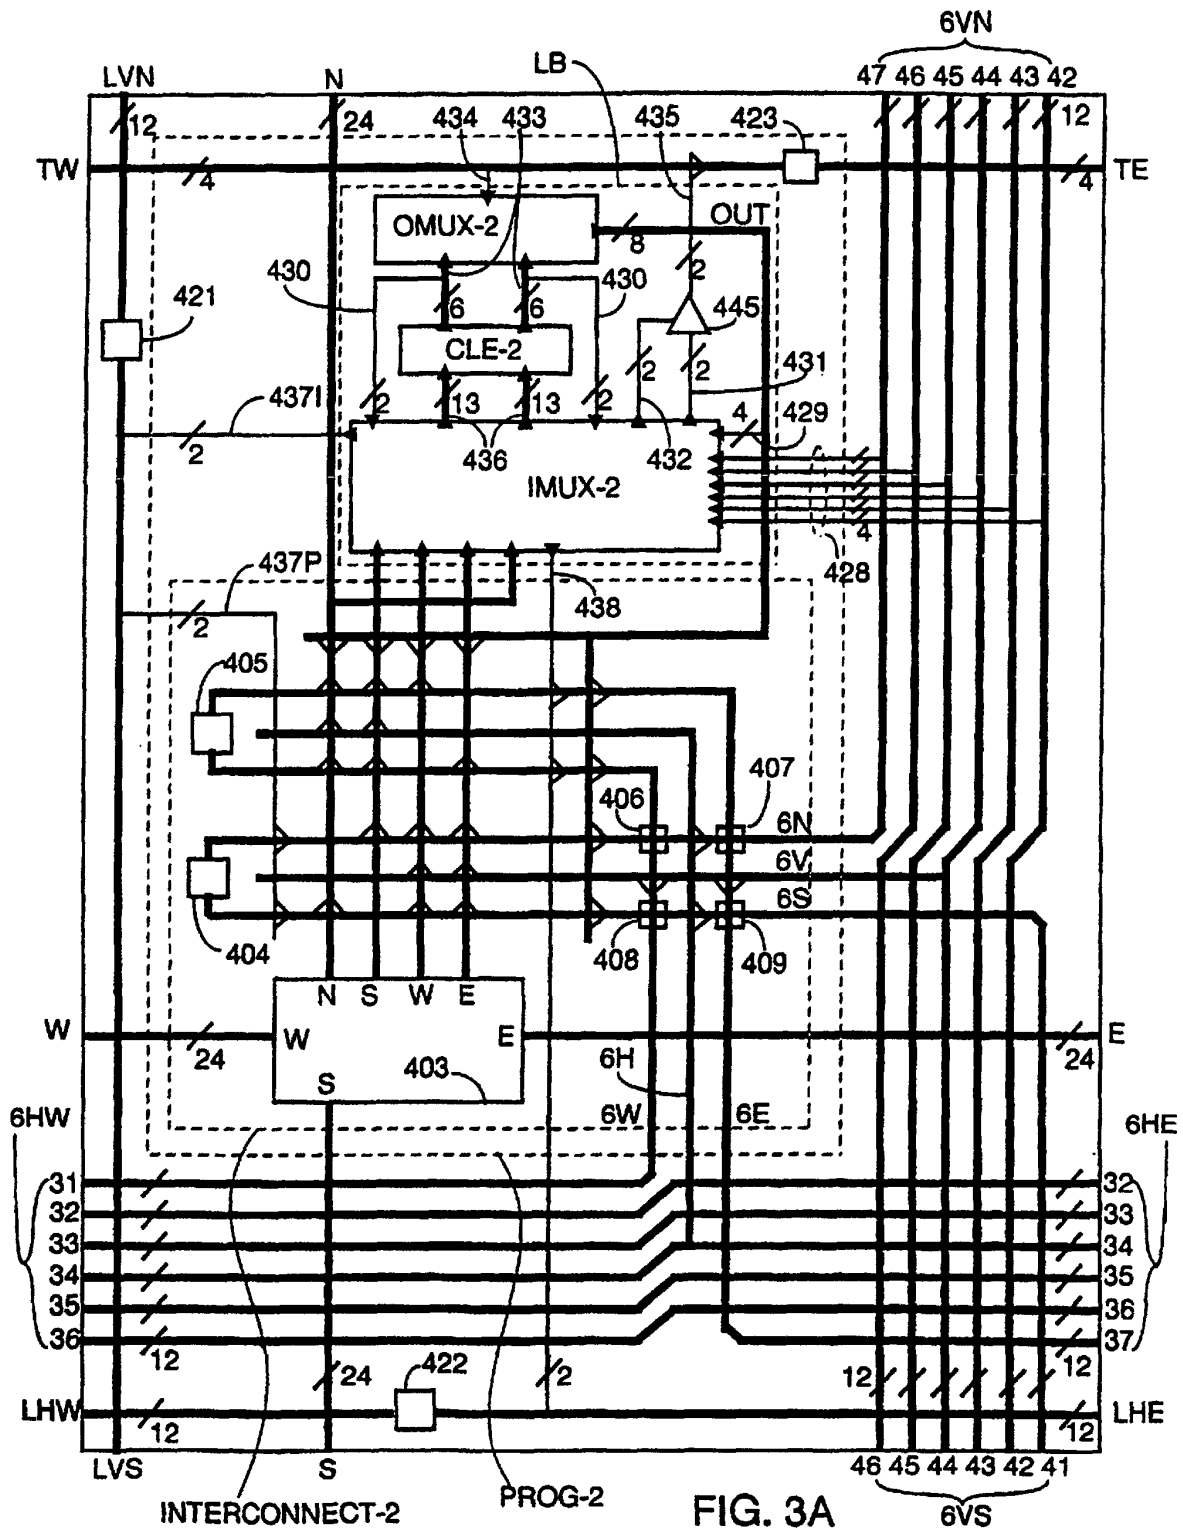 6VN
LVN
N
LB
47 46 45 44 43 42
12
24
434
433
435
423
12
TW
4
4
TE
OMUX-2
OUT
8
430
2
430
421
6
6
445
CLE-2
2
2
431
437I
2
13
13
2
4
429
2
436
432
IMUX-2
4
437P
438
428
2
405
407
406
6N
6V
6S
404
408
409
N S W E
W
W
E
E
24
24
S
403
6H
6HW
6W
6E
6HE
31
32
32
33
33
34
34
35
35
36
36
37
12
12
422
24
2
12
LHW
LHE
12
12
LVS
S
46 45 44 43 42 41
6VS
INTERCONNECT-2
PROG-2
FIG. 3A